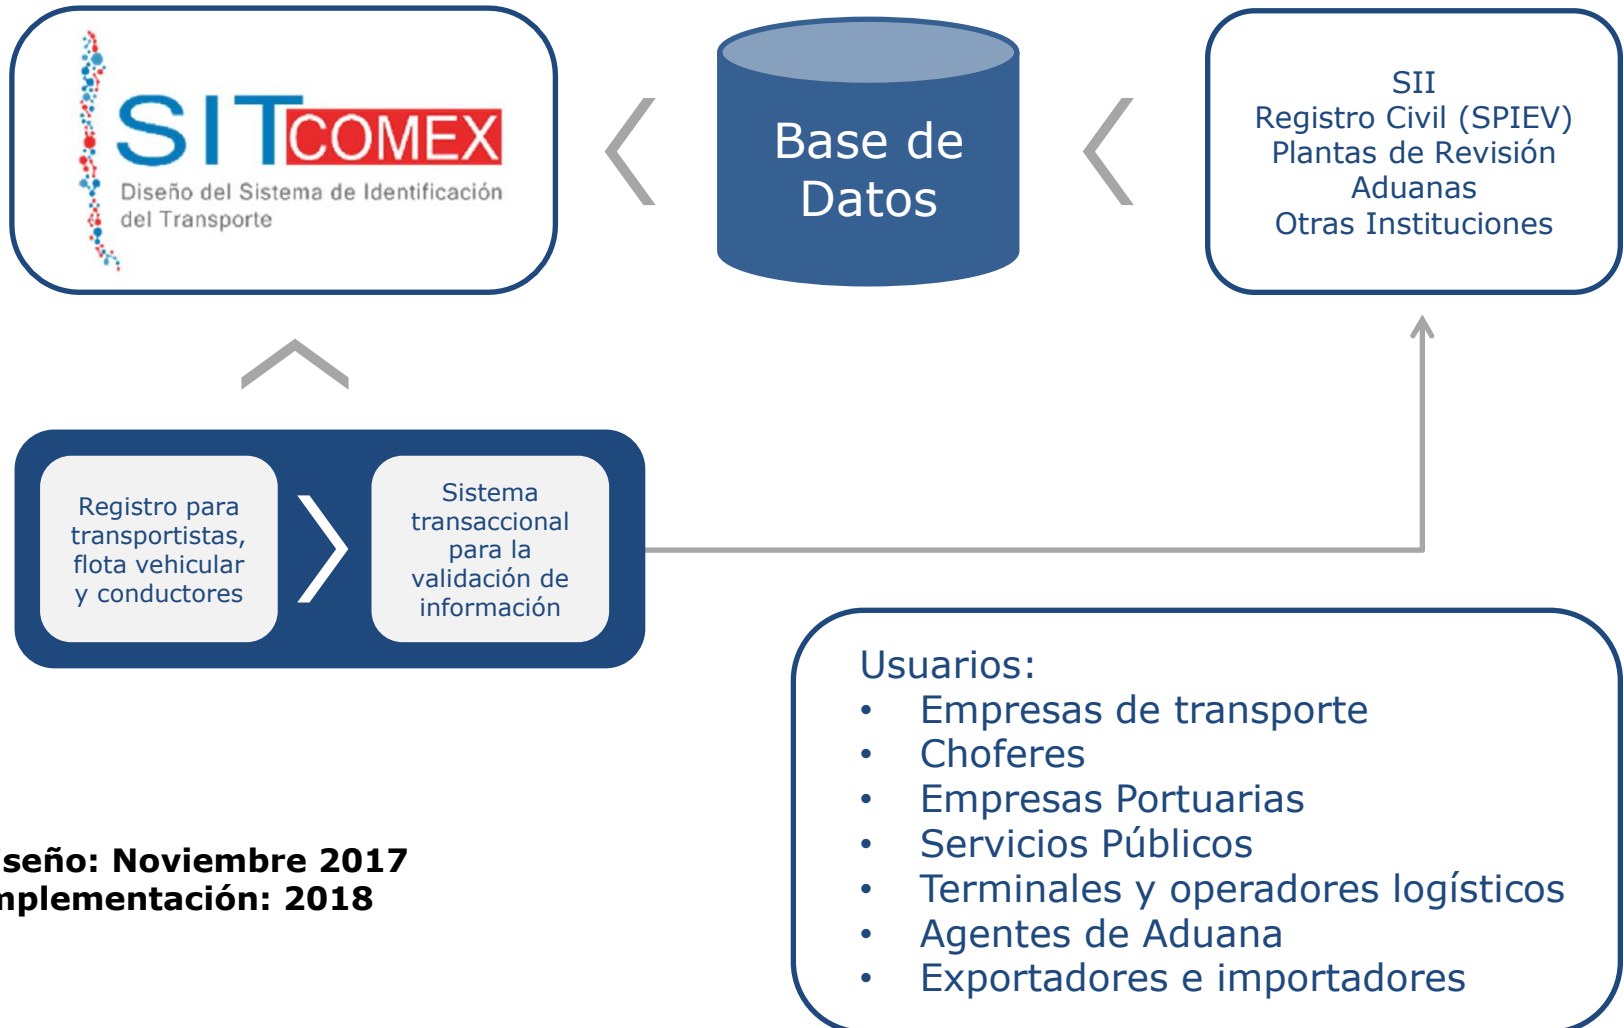 SITCOMEX
Diseño del Sistema de Identificación
del Transporte
Base de
Datos
SII
Registro Civil (SPIEV)
Plantas de Revisión
Aduanas
Otras Instituciones
Registro para
transportistas,
flota vehicular
y conductores
Sistema
transaccional
para la
validación de
información
Usuarios:
• Empresas de transporte
• Choferes
• Empresas Portuarias
• Servicios Públicos
• Terminales y operadores logísticos
• Agentes de Aduana
• Exportadores e importadores
iseño: Noviembre 2017
mplementación: 2018